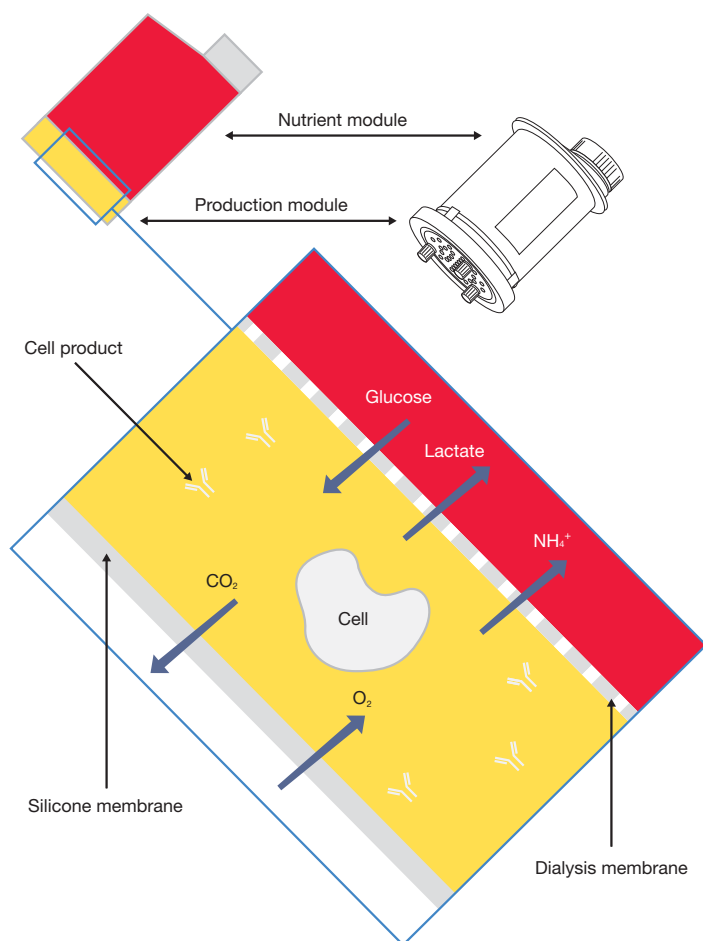 Nutrient module
Production module
Cell product
Glucose
Lactate
NH₄⁺
CO₂
Cell
O₂
Silicone membrane
Dialysis membrane